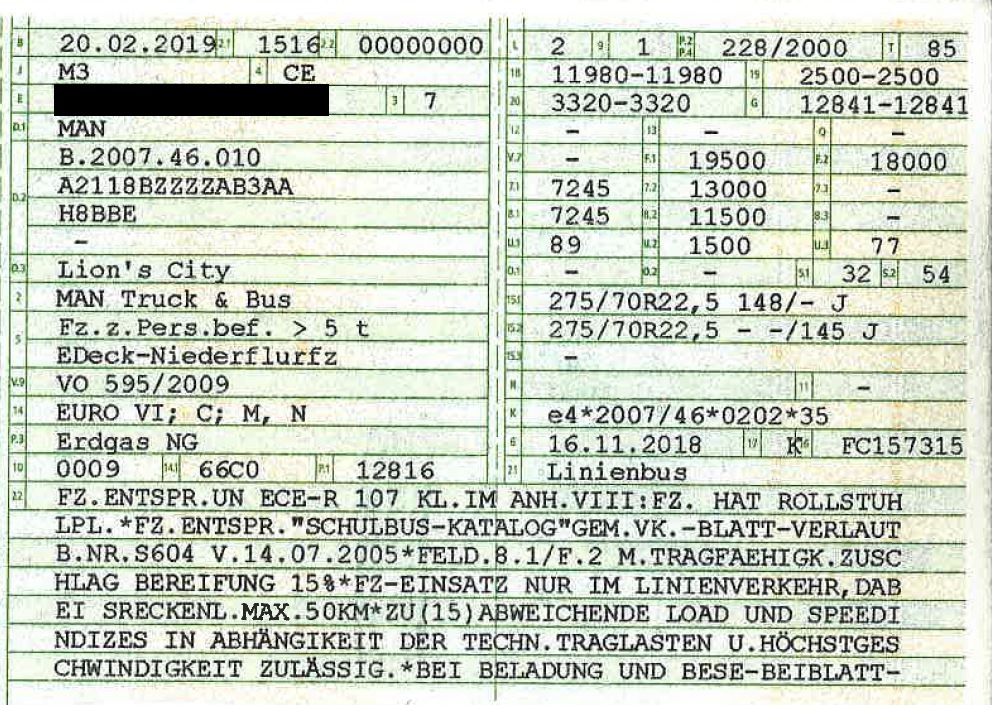 B 20.02.2019 2.1 1516 2.2 00000000 L 2 9 1 P.2 P.4 228/2000 T 85
J M3 4 CE 18 11980-11980 19 2500-2500
E 3 7 20 3320-3320 G 12841-12841
D.1 MAN 12 - 13 - Q -
B.2007.46.010 V.7 - F.1 19500 F.2 18000
D.2 A2118BZZZZAB3AA 7.1 7245 7.2 13000 7.3 -
H8BBE 8.1 7245 8.2 11500 8.3 -
- U.1 89 U.2 1500 U.3 77
D.3 Lion's City O.1 - O.2 - S.1 32 S.2 54
2 MAN Truck & Bus 15.1 275/70R22,5 148/- J
5 Fz.z.Pers.bef. > 5 t 15.2 275/70R22,5 - -/145 J
EDeck-Niederflurfz 15.3 -
V.9 VO 595/2009 R 11 -
14 EURO VI; C; M, N K e4*2007/46*0202*35
P.3 Erdgas NG 6 16.11.2018 17 K 16 FC157315
10 0009 14.1 66C0 P.1 12816 21 Linienbus
22 FZ.ENTSPR.UN ECE-R 107 KL.IM ANH.VIII:FZ. HAT ROLLSTUH
LPL.*FZ.ENTSPR."SCHULBUS-KATALOG"GEM.VK.-BLATT-VERLAUT
B.NR.S604 V.14.07.2005*FELD.8.1/F.2 M.TRAGFAEHIGK.ZUSC
HLAG BEREIFUNG 15%*FZ-EINSATZ NUR IM LINIENVERKEHR,DAB
EI SRECKENL.MAX.50KM*ZU(15)ABWEICHENDE LOAD UND SPEEDI
NDIZES IN ABHÄNGIKEIT DER TECHN.TRAGLASTEN U.HÖCHSTGES
CHWINDIGKEIT ZULÄSSIG.*BEI BELADUNG UND BESE-BEIBLATT-